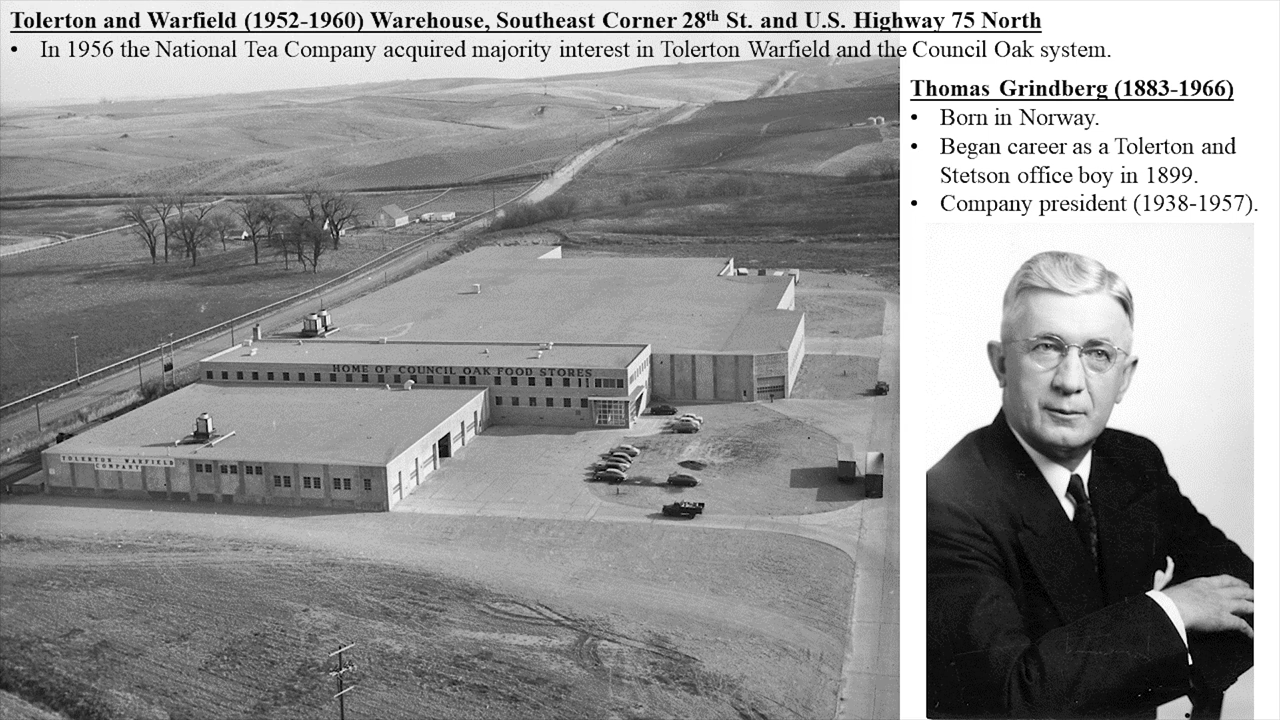 Tolerton and Warfield (1952-1960) Warehouse, Southeast Corner 28th St. and U.S. Highway 75 North
• In 1956 the National Tea Company acquired majority interest in Tolerton Warfield and the Council Oak system.
Thomas Grindberg (1883-1966)
• Born in Norway.
• Began career as a Tolerton and
Stetson office boy in 1899.
• Company president (1938-1957).
HOME OF COUNCIL OAK FOOD STORES
TOLERTON WARFIELD
COMPANY